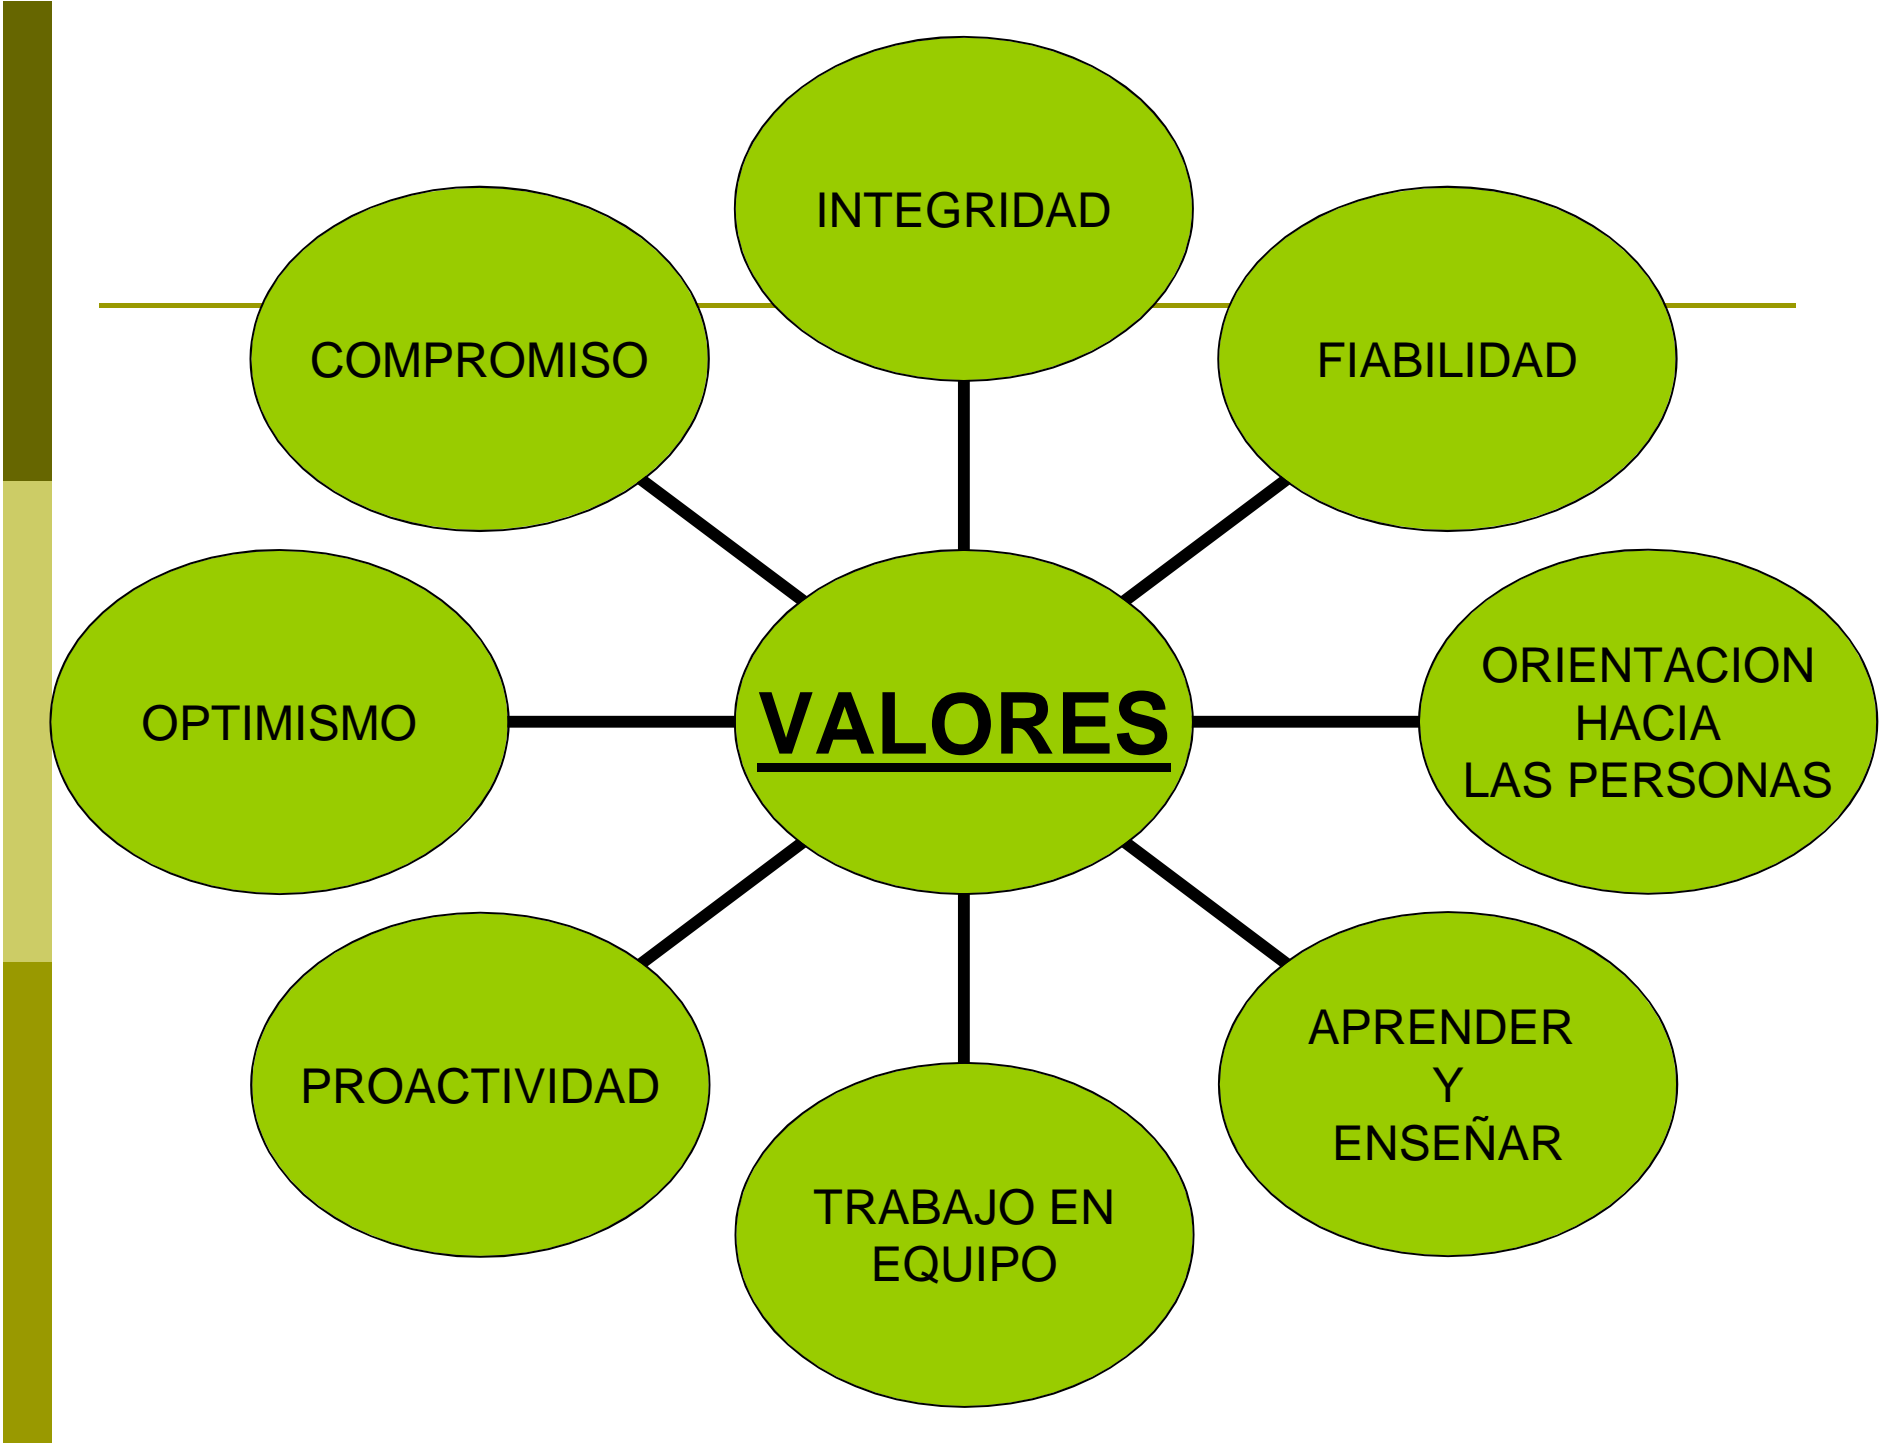 INTEGRIDAD
COMPROMISO
FIABILIDAD
OPTIMISMO
VALORES
ORIENTACION
HACIA
LAS PERSONAS
PROACTIVIDAD
APRENDER
Y
ENSEÑAR
TRABAJO EN
EQUIPO